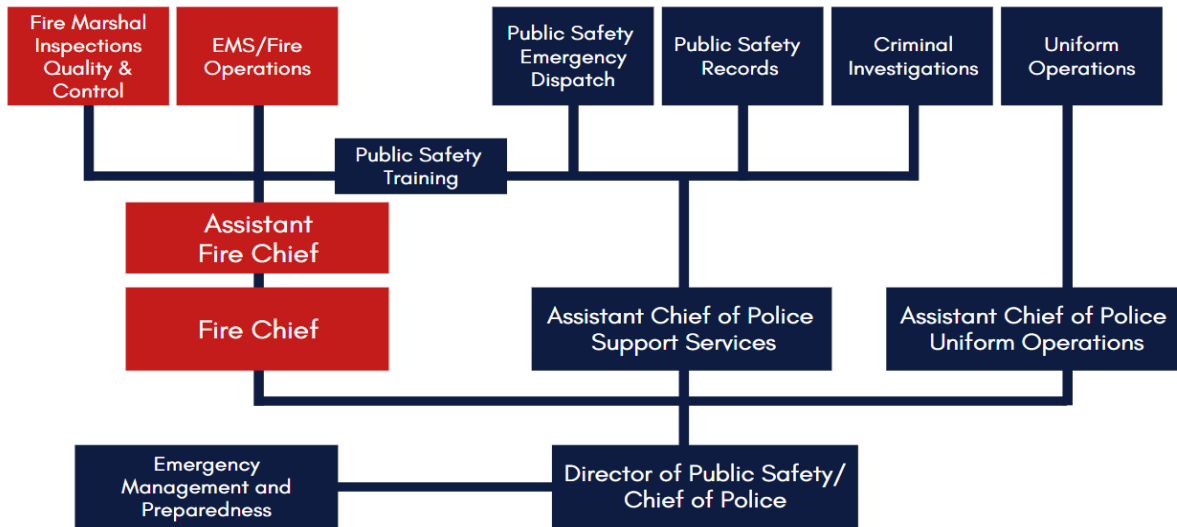 Fire Marshal
Inspections
Quality &
Control
EMS/Fire
Operations
Public Safety
Emergency
Dispatch
Public Safety
Records
Criminal
Investigations
Uniform
Operations
Public Safety
Training
Assistant
Fire Chief
Fire Chief
Assistant Chief of Police
Support Services
Assistant Chief of Police
Uniform Operations
Emergency
Management and
Preparedness
Director of Public Safety/
Chief of Police